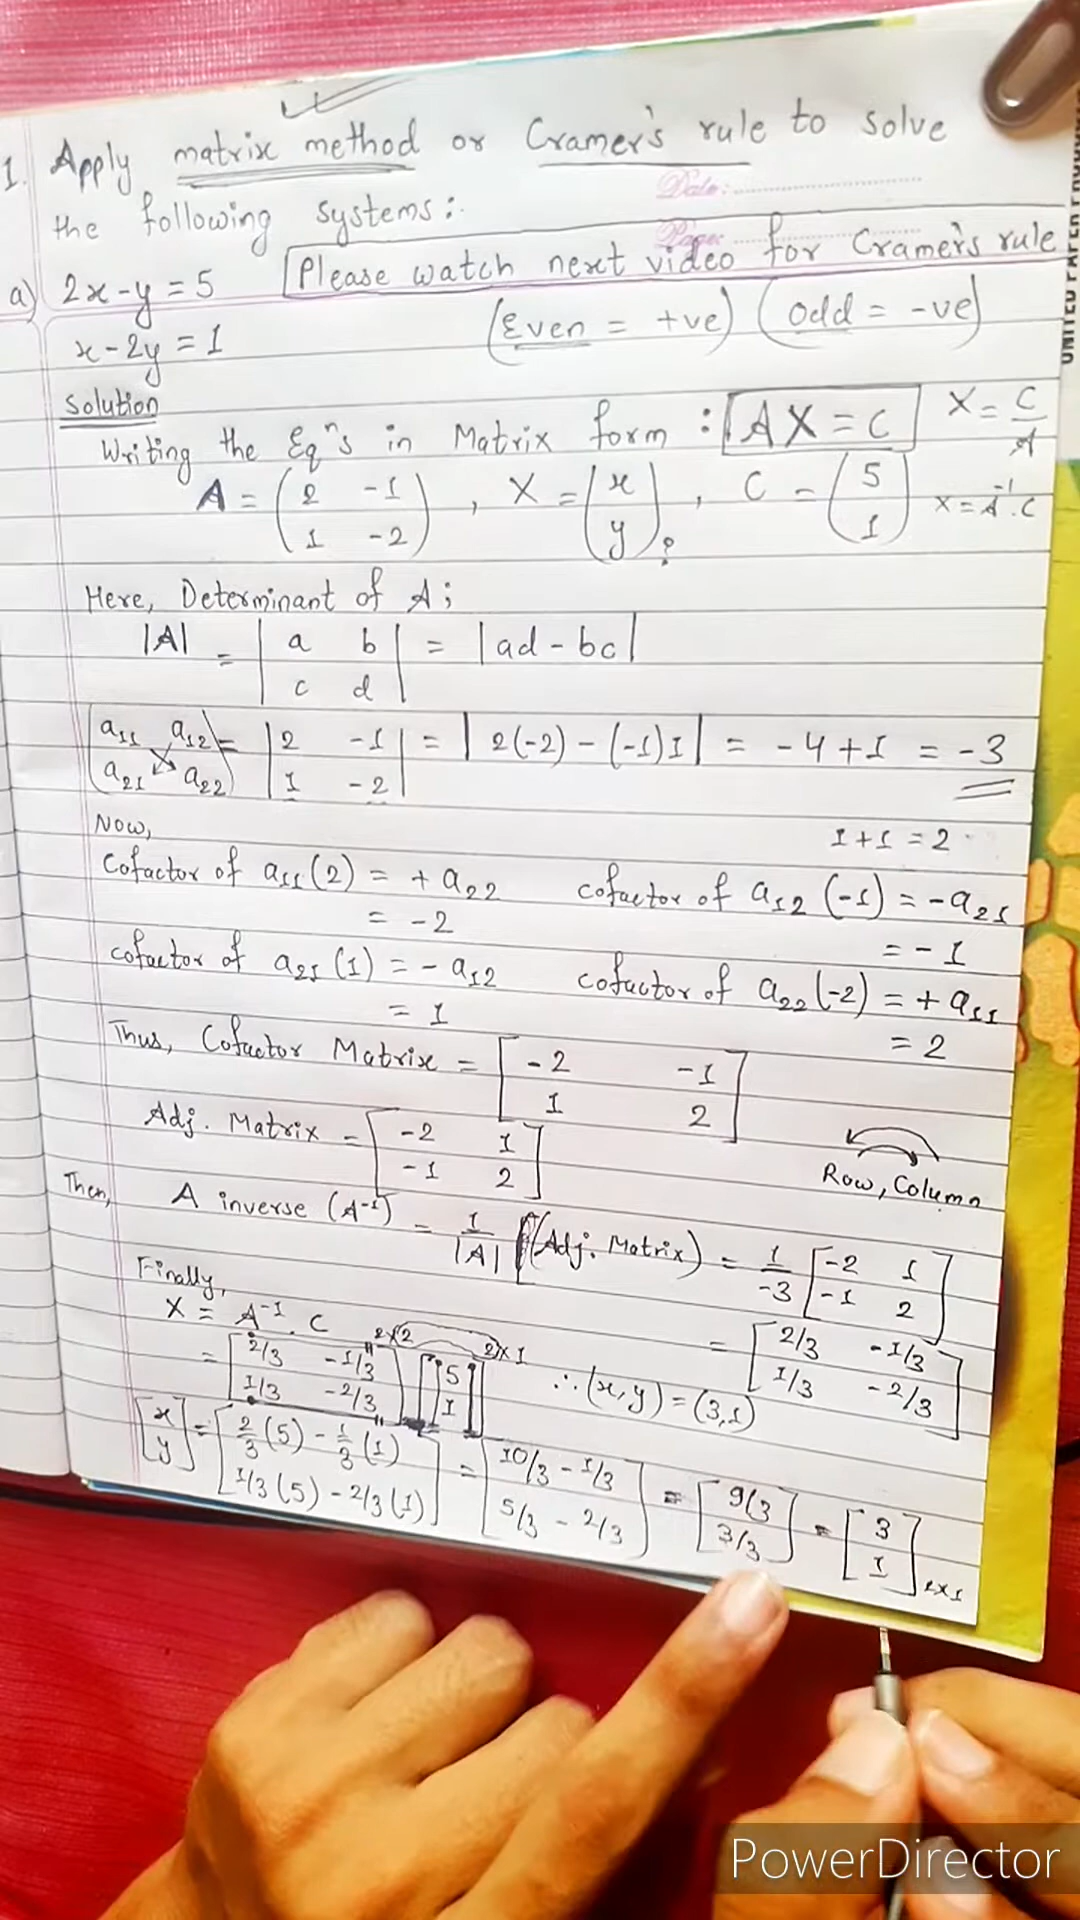 1. Apply matrix method or Cramer's rule to solve
Date:
the following systems:
Page:
a) 2x-y = 5 Please watch next video for Cramer's rule
x-2y = 1 (Even = +ve) (odd = -ve)
Solution
Writing the Eqⁿ's in Matrix form : AX = C X = C/A
A = (2 -1 / 1 -2), X = (x / y)?, C = (5 / 1) X = A⁻¹.C
Here, Determinant of A;
|A| = |a b / c d| = |ad - bc|
(a11 a12 / a21 a22) = |2 -1 / 1 -2| = |2(-2) - (-1)1| = -4+1 = -3
Now, 1+1 = 2
Cofactor of a11 (2) = + a22 cofactor of a12 (-1) = -a21
= -2 = -1
cofactor of a21 (1) = - a12 cofactor of a22 (-2) = + a11
= 1 = 2
Thus, Cofactor Matrix = [-2 -1 / 1 2]
Adj. Matrix = [-2 1 / -1 2] Row, Column
Then, A inverse (A⁻¹) = 1/|A| (Adj. Matrix) = 1/-3 [-2 1 / -1 2]
Finally,
X = A⁻¹. C 2x2 2x1 = [2/3 -1/3 / 1/3 -2/3]
= [2/3 -1/3 / 1/3 -2/3] [5 / 1] ∴ (x,y) = (3,1)
[x / y] = [2/3 (5) - 1/3 (1) / 1/3 (5) - 2/3 (1)] = [10/3 - 1/3 / 5/3 - 2/3] = [9/3 / 3/3] = [3 / 1] 2x1
PowerDirector